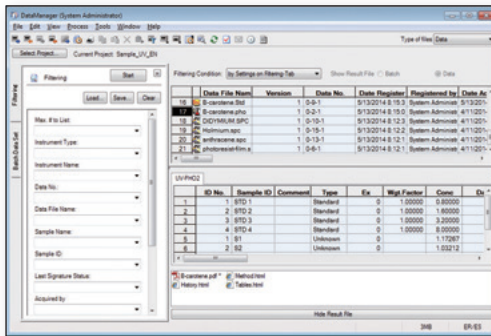 DataManager (System Administrator)
File Edit View Process Tools Window Help
Type of files Data
Select Project... Current Project: Sample_UV_EN
Filtering
Batch/Data Set
Filtering Start
Load... Save... Clear
Max. # to List:
Instrument Type:
Instrument Name:
Data No.:
Data File Name:
Sample Name:
Sample ID:
Last Signature Status:
Acquired by
Filtering Condition: by Settings on Filtering-Tab Show Result File Batch Data
Data File Name Version Data No. Date Register Registered by Date Ac
16 B-carotene.Std 1 0-9-1 5/13/2014 8:15:3 System Administ 5/13/201
17 B-carotene.pho 1 0-2-1 5/13/2014 8:15:0 System Administ 4/11/201
18 DIDYMIUM.SPC 1 0-10-1 5/13/2014 8:12:3 System Administ 4/11/201
19 Holmium.spc 1 0-15-1 5/13/2014 8:12:2 System Administ 4/11/201
20 anthracene.spc 1 0-13-1 5/13/2014 8:12:1 System Administ 4/11/201
21 photoresist-film.s 1 0-6-1 5/13/2014 8:12:1 System Administ 4/11/201
UV-PHO2
ID No. Sample ID Comment Type Ex Wgt.Factor Conc
1 1 STD 1 Standard 0 1.00000 0.80000
2 2 STD 2 Standard 0 1.00000 1.60000
3 3 STD 3 Standard 0 1.00000 3.20000
4 4 STD 4 Standard 0 1.00000 8.00000
5 1 S1 Unknown 0 1.17267
6 2 S2 Unknown 0 1.03212
B-carotene.pdf * Method.html
History.html Tables.html
Hide Result File
3MB ER/ES